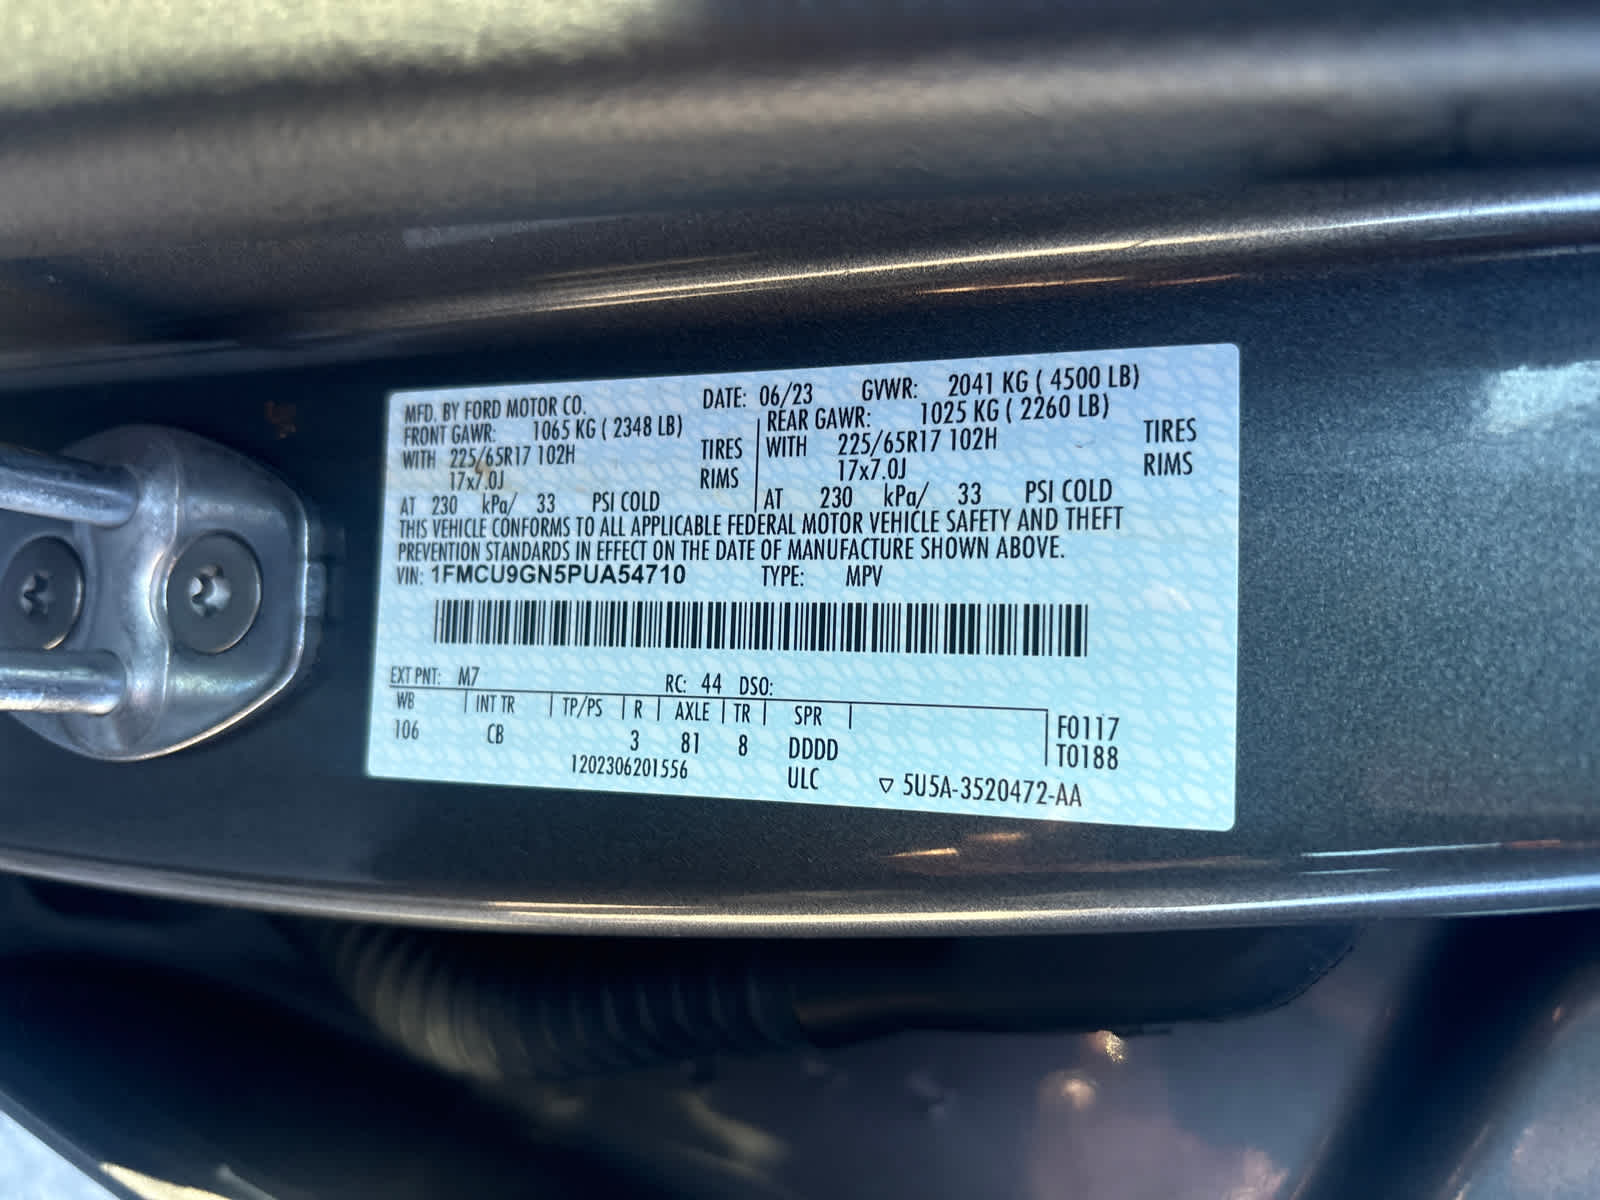 MFD. BY FORD MOTOR CO. DATE: 06/23 GVWR: 2041 KG ( 4500 LB)
FRONT GAWR: 1065 KG ( 2348 LB) REAR GAWR: 1025 KG ( 2260 LB)
WITH 225/65R17 102H TIRES WITH 225/65R17 102H TIRES
17x7.0J RIMS 17x7.0J RIMS
AT 230 kPa/ 33 PSI COLD AT 230 kPa/ 33 PSI COLD
THIS VEHICLE CONFORMS TO ALL APPLICABLE FEDERAL MOTOR VEHICLE SAFETY AND THEFT
PREVENTION STANDARDS IN EFFECT ON THE DATE OF MANUFACTURE SHOWN ABOVE.
VIN: 1FMCU9GN5PUA54710 TYPE: MPV
EXT PNT: M7 RC: 44 DSO:
WB INT TR TP/PS R AXLE TR SPR F0117
106 CB 3 81 8 DDDD T0188
1202306201556 ULC ▽ 5U5A-3520472-AA